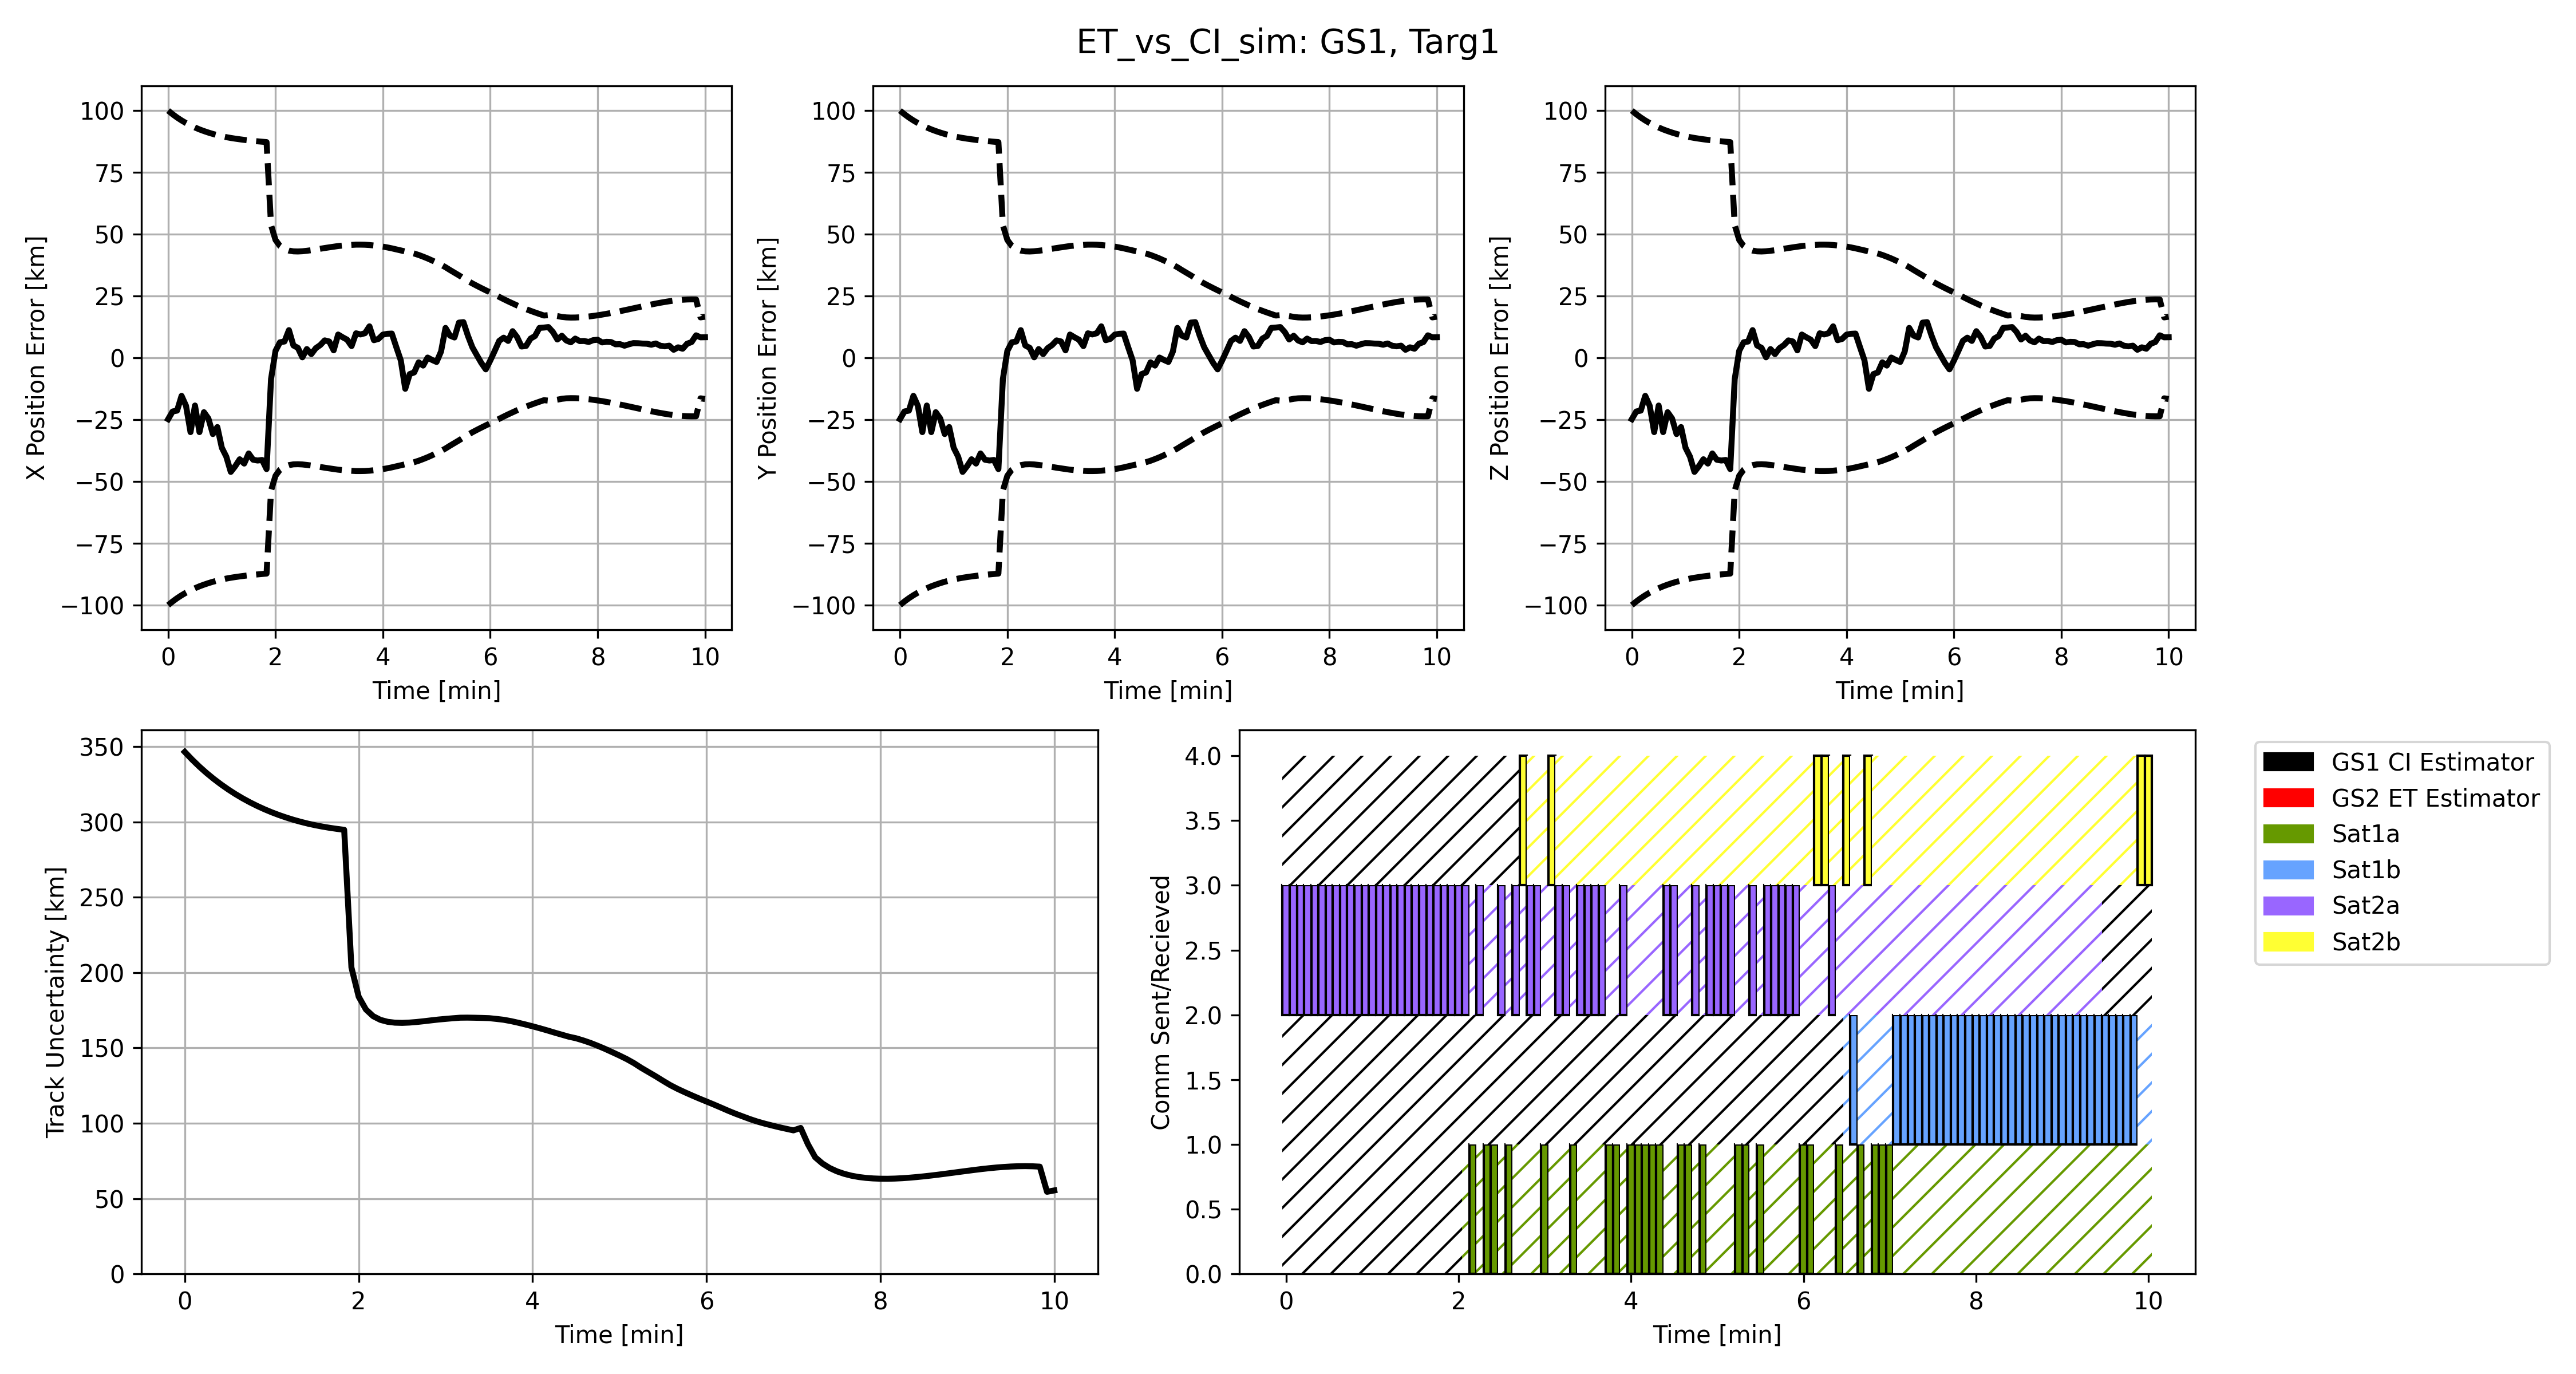 ET_vs_CI_sim: GS1, Targ1
X Position Error [km]
100
75
50
25
0
−25
−50
−75
−100
0 2 4 6 8 10
Time [min]
Y Position Error [km]
100
75
50
25
0
−25
−50
−75
−100
0 2 4 6 8 10
Time [min]
Z Position Error [km]
100
75
50
25
0
−25
−50
−75
−100
0 2 4 6 8 10
Time [min]
Track Uncertainty [km]
350
300
250
200
150
100
50
0
0 2 4 6 8 10
Time [min]
Comm Sent/Recieved
4.0
3.5
3.0
2.5
2.0
1.5
1.0
0.5
0.0
0 2 4 6 8 10
Time [min]
GS1 CI Estimator
GS2 ET Estimator
Sat1a
Sat1b
Sat2a
Sat2b